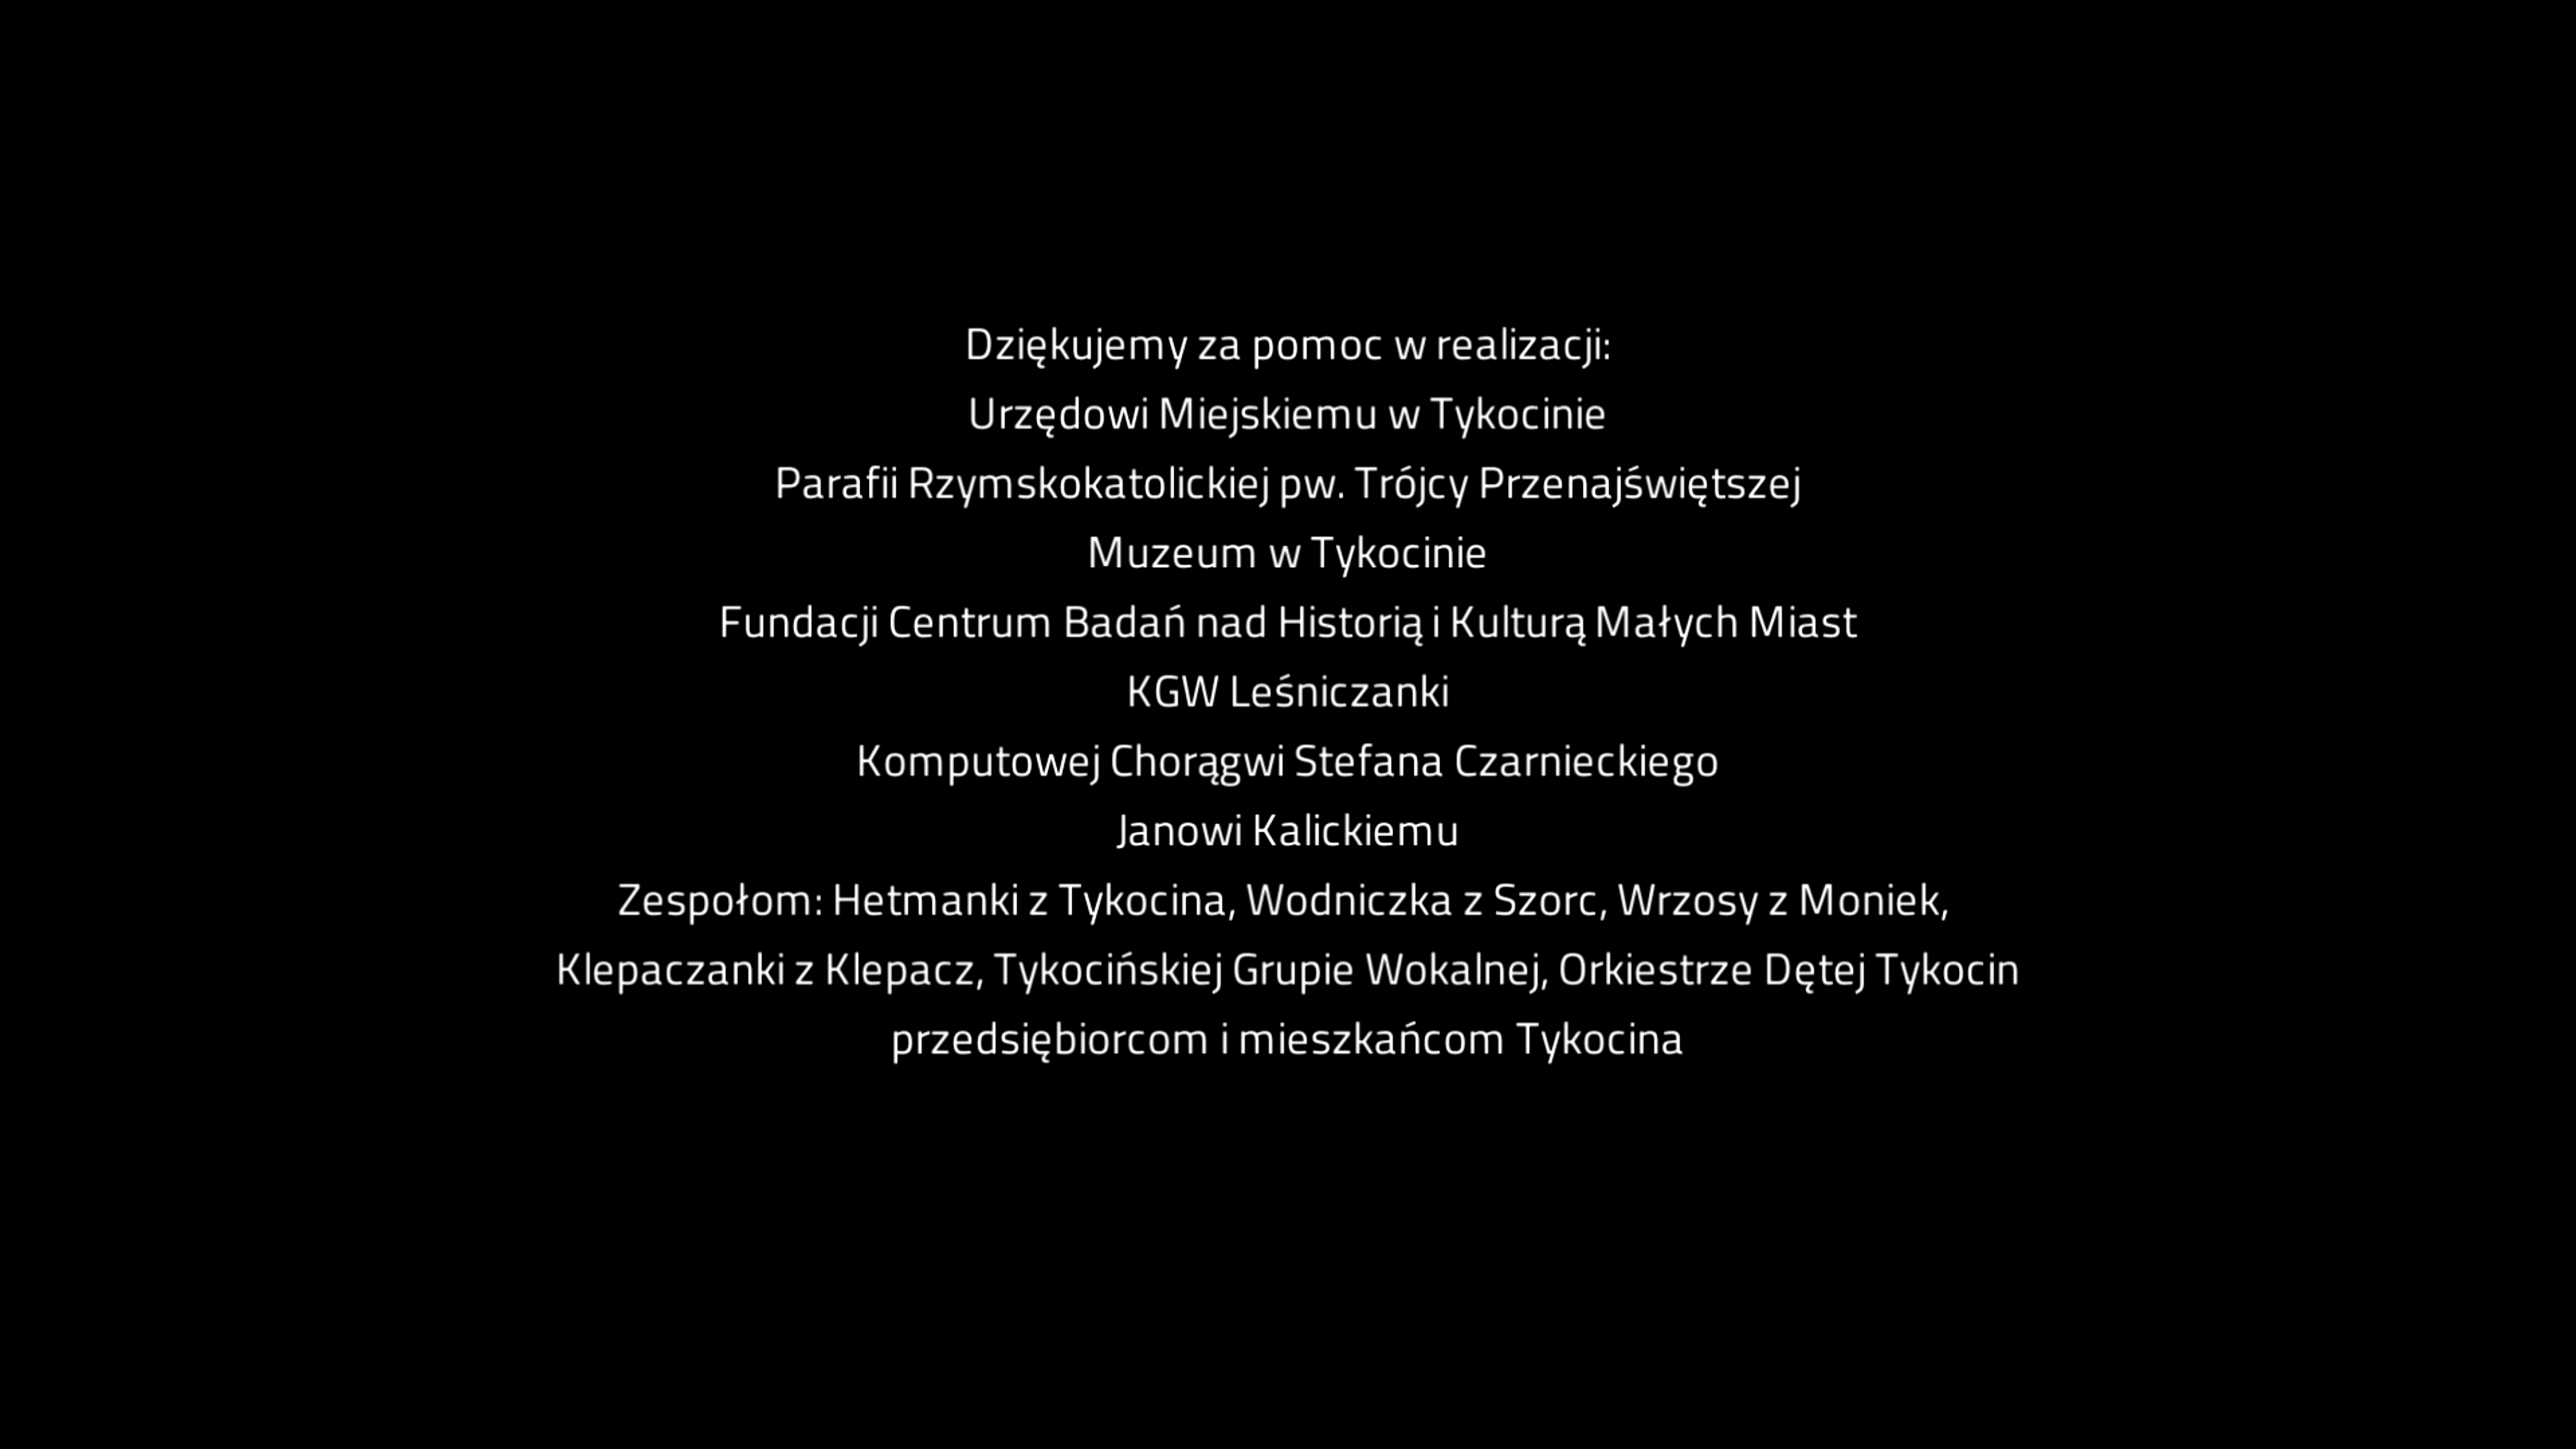 Dziękujemy za pomoc w realizacji:
Urzędowi Miejskiemu w Tykocinie
Parafii Rzymskokatolickiej pw. Trójcy Przenajświętszej
Muzeum w Tykocinie
Fundacji Centrum Badań nad Historią i Kulturą Małych Miast
KGW Leśniczanki
Komputowej Chorągwi Stefana Czarnieckiego
Janowi Kalickiemu
Zespołom: Hetmanki z Tykocina, Wodniczka z Szorc, Wrzosy z Moniek,
Klepaczanki z Klepacz, Tykocińskiej Grupie Wokalnej, Orkiestrze Dętej Tykocin
przedsiębiorcom i mieszkańcom Tykocina